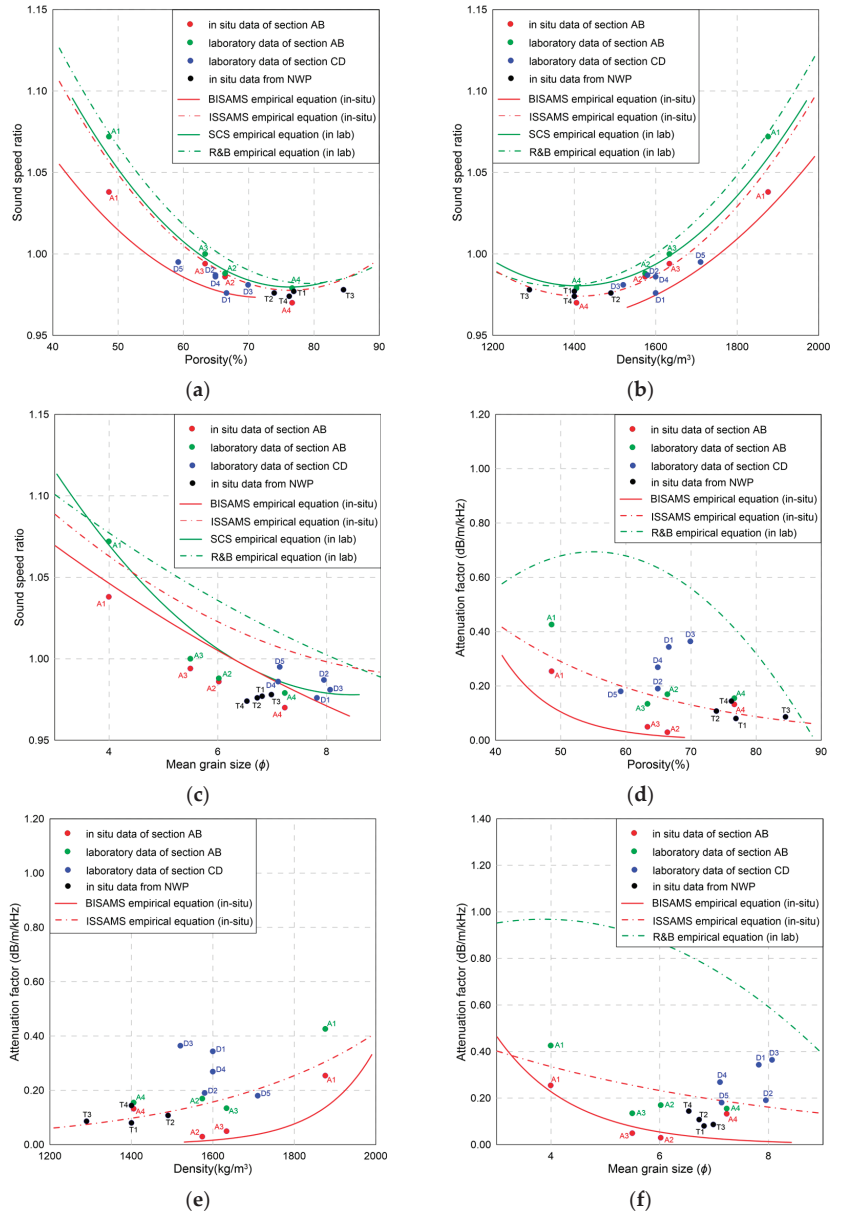 1.15
1.10
1.05
1.00
0.95
Sound speed ratio
in situ data of section AB
laboratory data of section AB
laboratory data of section CD
in situ data from NWP
BISAMS empirical equation (in-situ)
ISSAMS empirical equation (in-situ)
SCS empirical equation (in lab)
R&B empirical equation (in lab)
A1
A1
A3
D5
D2
A2
A3
D4
A2
D3
A4
D1
T2
T1
T4
T3
A4
40 50 60 70 80 90
Porosity(%)
(a)
1.15
1.10
1.05
1.00
0.95
Sound speed ratio
in situ data of section AB
laboratory data of section AB
laboratory data of section CD
in situ data from NWP
BISAMS empirical equation (in-situ)
ISSAMS empirical equation (in-situ)
SCS empirical equation (in lab)
R&B empirical equation (in lab)
A1
A1
A3
D5
A2
D2
A3
A2
D4
A4
D3
T3
T1
T4
T2
D1
A4
1200 1400 1600 1800 2000
Density(kg/m³)
(b)
1.15
1.10
1.05
1.00
0.95
Sound speed ratio
in situ data of section AB
laboratory data of section AB
laboratory data of section CD
in situ data from NWP
BISAMS empirical equation (in-situ)
ISSAMS empirical equation (in-situ)
SCS empirical equation (in lab)
R&B empirical equation (in lab)
A1
A1
A3
A3
A2
A2
D5
D2
D4
D3
A4
T1
T4
T2
T3
D1
A4
4 6 8
Mean grain size (ϕ)
(c)
1.20
1.00
0.80
0.60
0.40
0.20
0.00
Attenuation factor (dB/m/kHz)
in situ data of section AB
laboratory data of section AB
laboratory data of section CD
in situ data from NWP
BISAMS empirical equation (in-situ)
ISSAMS empirical equation (in-situ)
R&B empirical equation (in lab)
A1
D1
D3
A1
D4
D5
D2
A2
A3
A4
T4
A4
T2
T1
T3
A3
A2
40 50 60 70 80 90
Porosity(%)
(d)
1.20
1.00
0.80
0.60
0.40
0.20
0.00
Attenuation factor (dB/m/kHz)
in situ data of section AB
laboratory data of section AB
laboratory data of section CD
in situ data from NWP
BISAMS empirical equation (in-situ)
ISSAMS empirical equation (in-situ)
A1
D3
D1
D4
A1
D2
A2
D5
A4
T4
A4
A3
T3
T1
T2
A3
A2
1200 1400 1600 1800 2000
Density(kg/m³)
(e)
1.40
1.20
1.00
0.80
0.60
0.40
0.20
0.00
Attenuation factor (dB/m/kHz)
in situ data of section AB
laboratory data of section AB
laboratory data of section CD
in situ data from NWP
BISAMS empirical equation (in-situ)
ISSAMS empirical equation (in-situ)
R&B empirical equation (in lab)
A1
D3
D1
D4
A1
D5
D2
A2
A3
T4
A4
A4
T2
T1
T3
A3
A2
4 6 8
Mean grain size (ϕ)
(f)